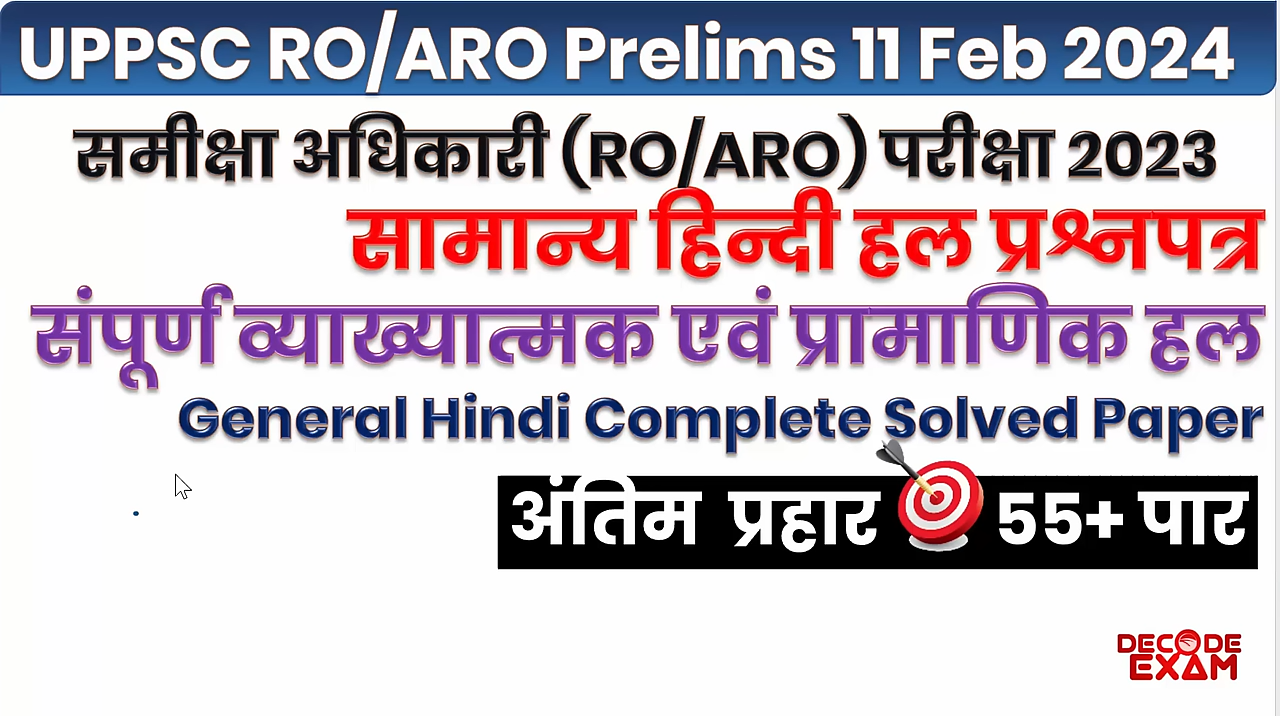 UPPSC RO/ARO Prelims 11 Feb 2024
समीक्षा अधिकारी (RO/ARO) परीक्षा 2023
सामान्य हिन्दी हल प्रश्नपत्र
संपूर्ण व्याख्यात्मक एवं प्रामाणिक हल
General Hindi Complete Solved Paper
अंतिम प्रहार 55+ पार
DECODE
EXAM